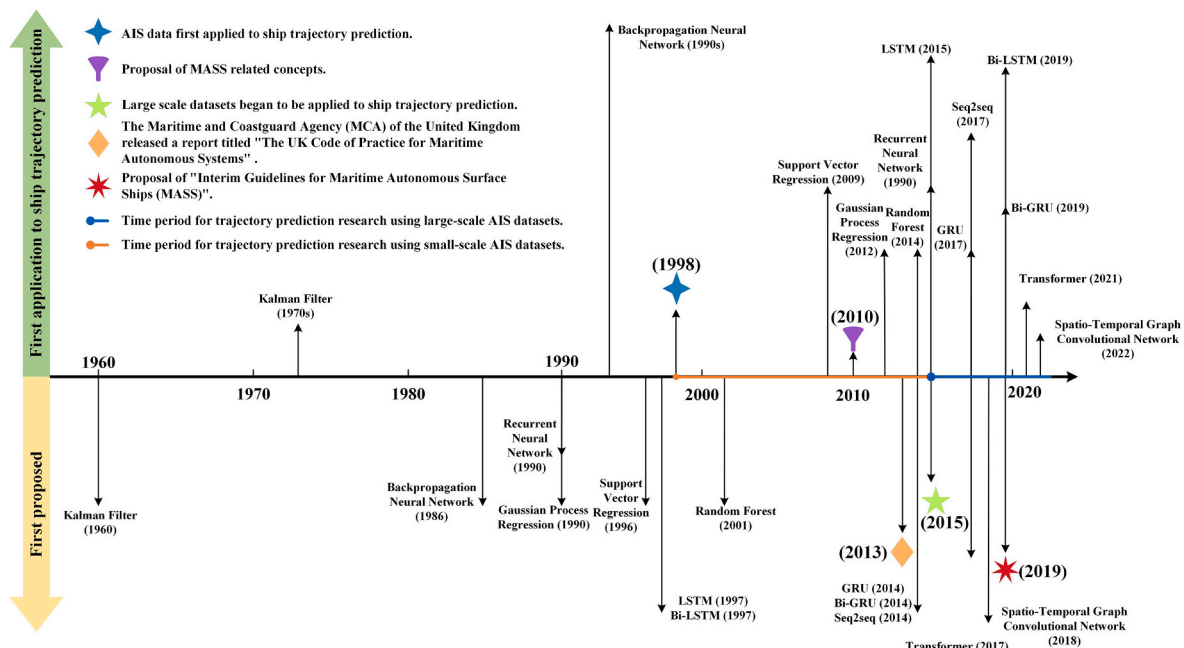 First application to ship trajectory prediction
First proposed
AIS data first applied to ship trajectory prediction.
Proposal of MASS related concepts.
Large scale datasets began to be applied to ship trajectory prediction.
The Maritime and Coastguard Agency (MCA) of the United Kingdom
released a report titled "The UK Code of Practice for Maritime
Autonomous Systems" .
Proposal of "Interim Guidelines for Maritime Autonomous Surface
Ships (MASS)".
Time period for trajectory prediction research using large-scale AIS datasets.
Time period for trajectory prediction research using small-scale AIS datasets.
Kalman Filter
(1970s)
Backpropagation Neural
Network (1990s)
(1998)
Support Vector
Regression (2009)
(2010)
Gaussian
Process
Regression
(2012)
Random
Forest
(2014)
LSTM (2015)
Recurrent
Neural
Network
(1990)
Seq2seq
(2017)
GRU
(2017)
Bi-LSTM (2019)
Bi-GRU (2019)
Transformer (2021)
Spatio-Temporal Graph
Convolutional Network
(2022)
1960
1970
1980
1990
2000
2010
2020
Kalman Filter
(1960)
Backpropagation
Neural Network
(1986)
Recurrent
Neural
Network
(1990)
Gaussian Process
Regression (1990)
Support
Vector
Regression
(1996)
LSTM (1997)
Bi-LSTM (1997)
Random Forest
(2001)
(2013)
GRU (2014)
Bi-GRU (2014)
Seq2seq (2014)
(2015)
Transformer (2017)
(2019)
Spatio-Temporal Graph
Convolutional Network
(2018)